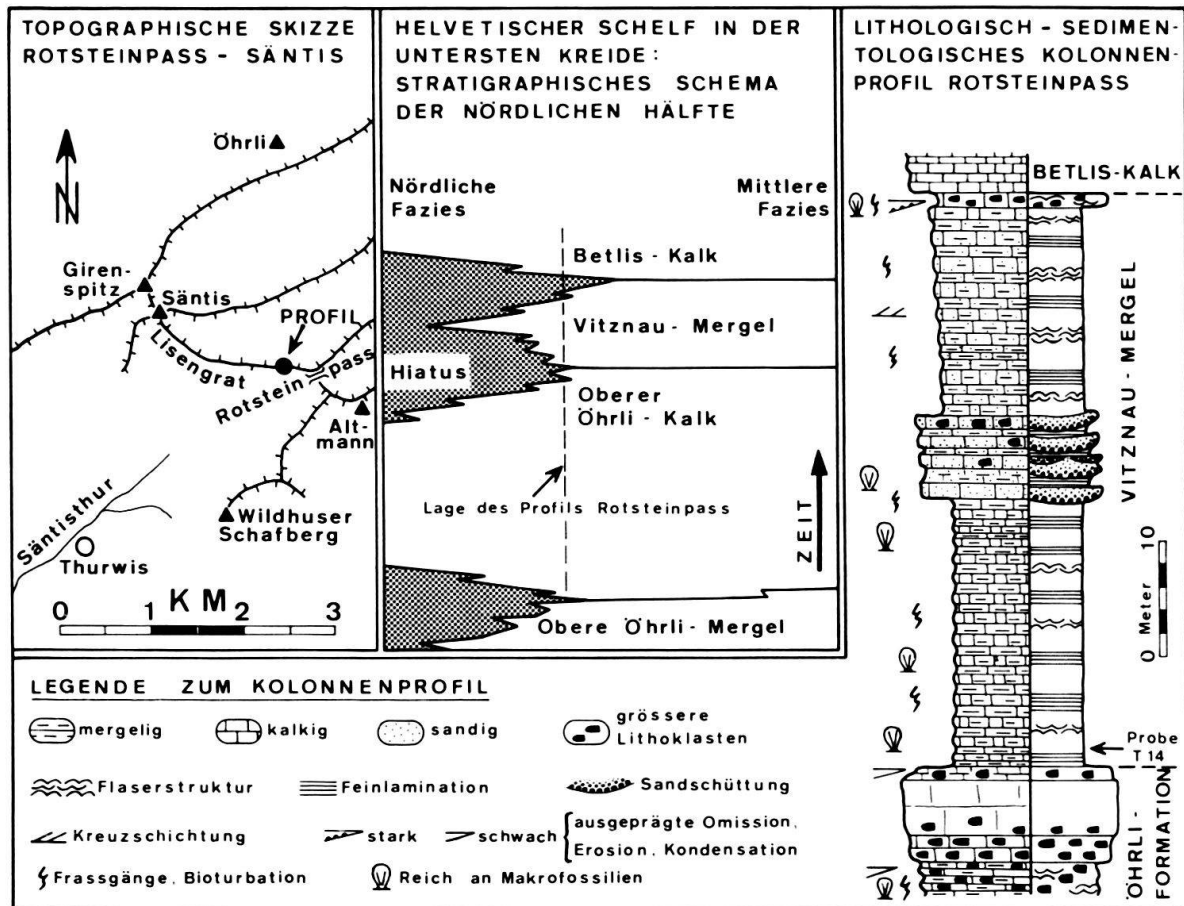 TOPOGRAPHISCHE SKIZZE
ROTSTEINPASS - SÄNTIS
N
Öhrli
Giren-
spitz
Säntis
PROFIL
Lisengrat
Rotstein pass
Alt-
mann
Wildhuser
Schafberg
Säntisthur
Thurwis
KM
0 1 2 3
HELVETISCHER SCHELF IN DER
UNTERSTEN KREIDE:
STRATIGRAPHISCHES SCHEMA
DER NÖRDLICHEN HÄLFTE
Nördliche
Fazies
Mittlere
Fazies
Betlis - Kalk
Vitznau - Mergel
Hiatus
Oberer
Öhrli - Kalk
Lage des Profils Rotsteinpass
ZEIT
Obere Öhrli - Mergel
LITHOLOGISCH - SEDIMEN-
TOLOGISCHES KOLONNEN-
PROFIL ROTSTEINPASS
BETLIS-KALK
VITZNAU - MERGEL
0 Meter 10
Probe
T 14
ÖHRLI -
FORMATION
LEGENDE ZUM KOLONNENPROFIL
mergelig
kalkig
sandig
grössere
Lithoklasten
Flaserstruktur
Feinlamination
Sandschüttung
Kreuzschichtung
stark
schwach
ausgeprägte Omission,
Erosion, Kondensation
Frassgänge, Bioturbation
Reich an Makrofossilien